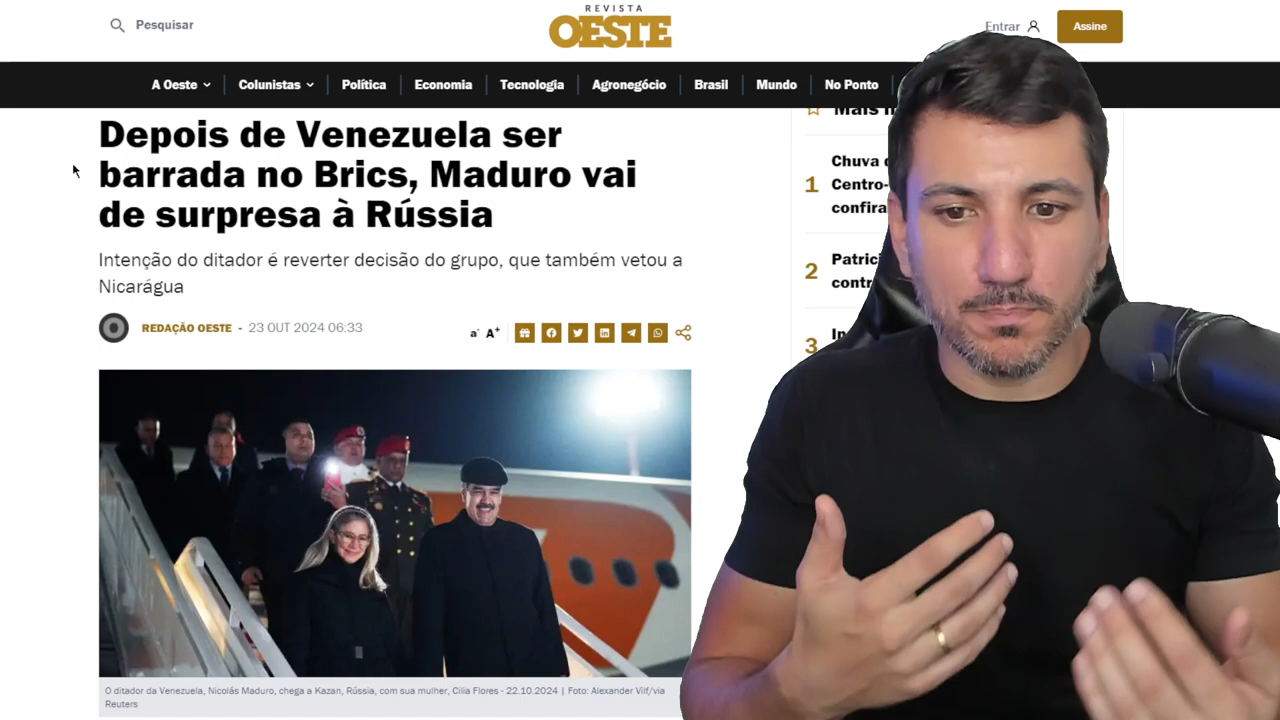 Pesquisar
REVISTA
OESTE
Entrar
Assine
A Oeste
Colunistas
Política
Economia
Tecnologia
Agronegócio
Brasil
Mundo
No Ponto
Depois de Venezuela ser
barrada no Brics, Maduro vai
de surpresa à Rússia
Intenção do ditador é reverter decisão do grupo, que também vetou a
Nicarágua
REDAÇÃO OESTE - 23 OUT 2024 06:33
a- A+
O ditador da Venezuela, Nicolás Maduro, chega a Kazan, Rússia, com sua mulher, Cilia Flores - 22.10.2024 | Foto: Alexander Vilf/via
Reuters
Mais
1
Chuva
Centro-
confira
2
Patrici
contr
3